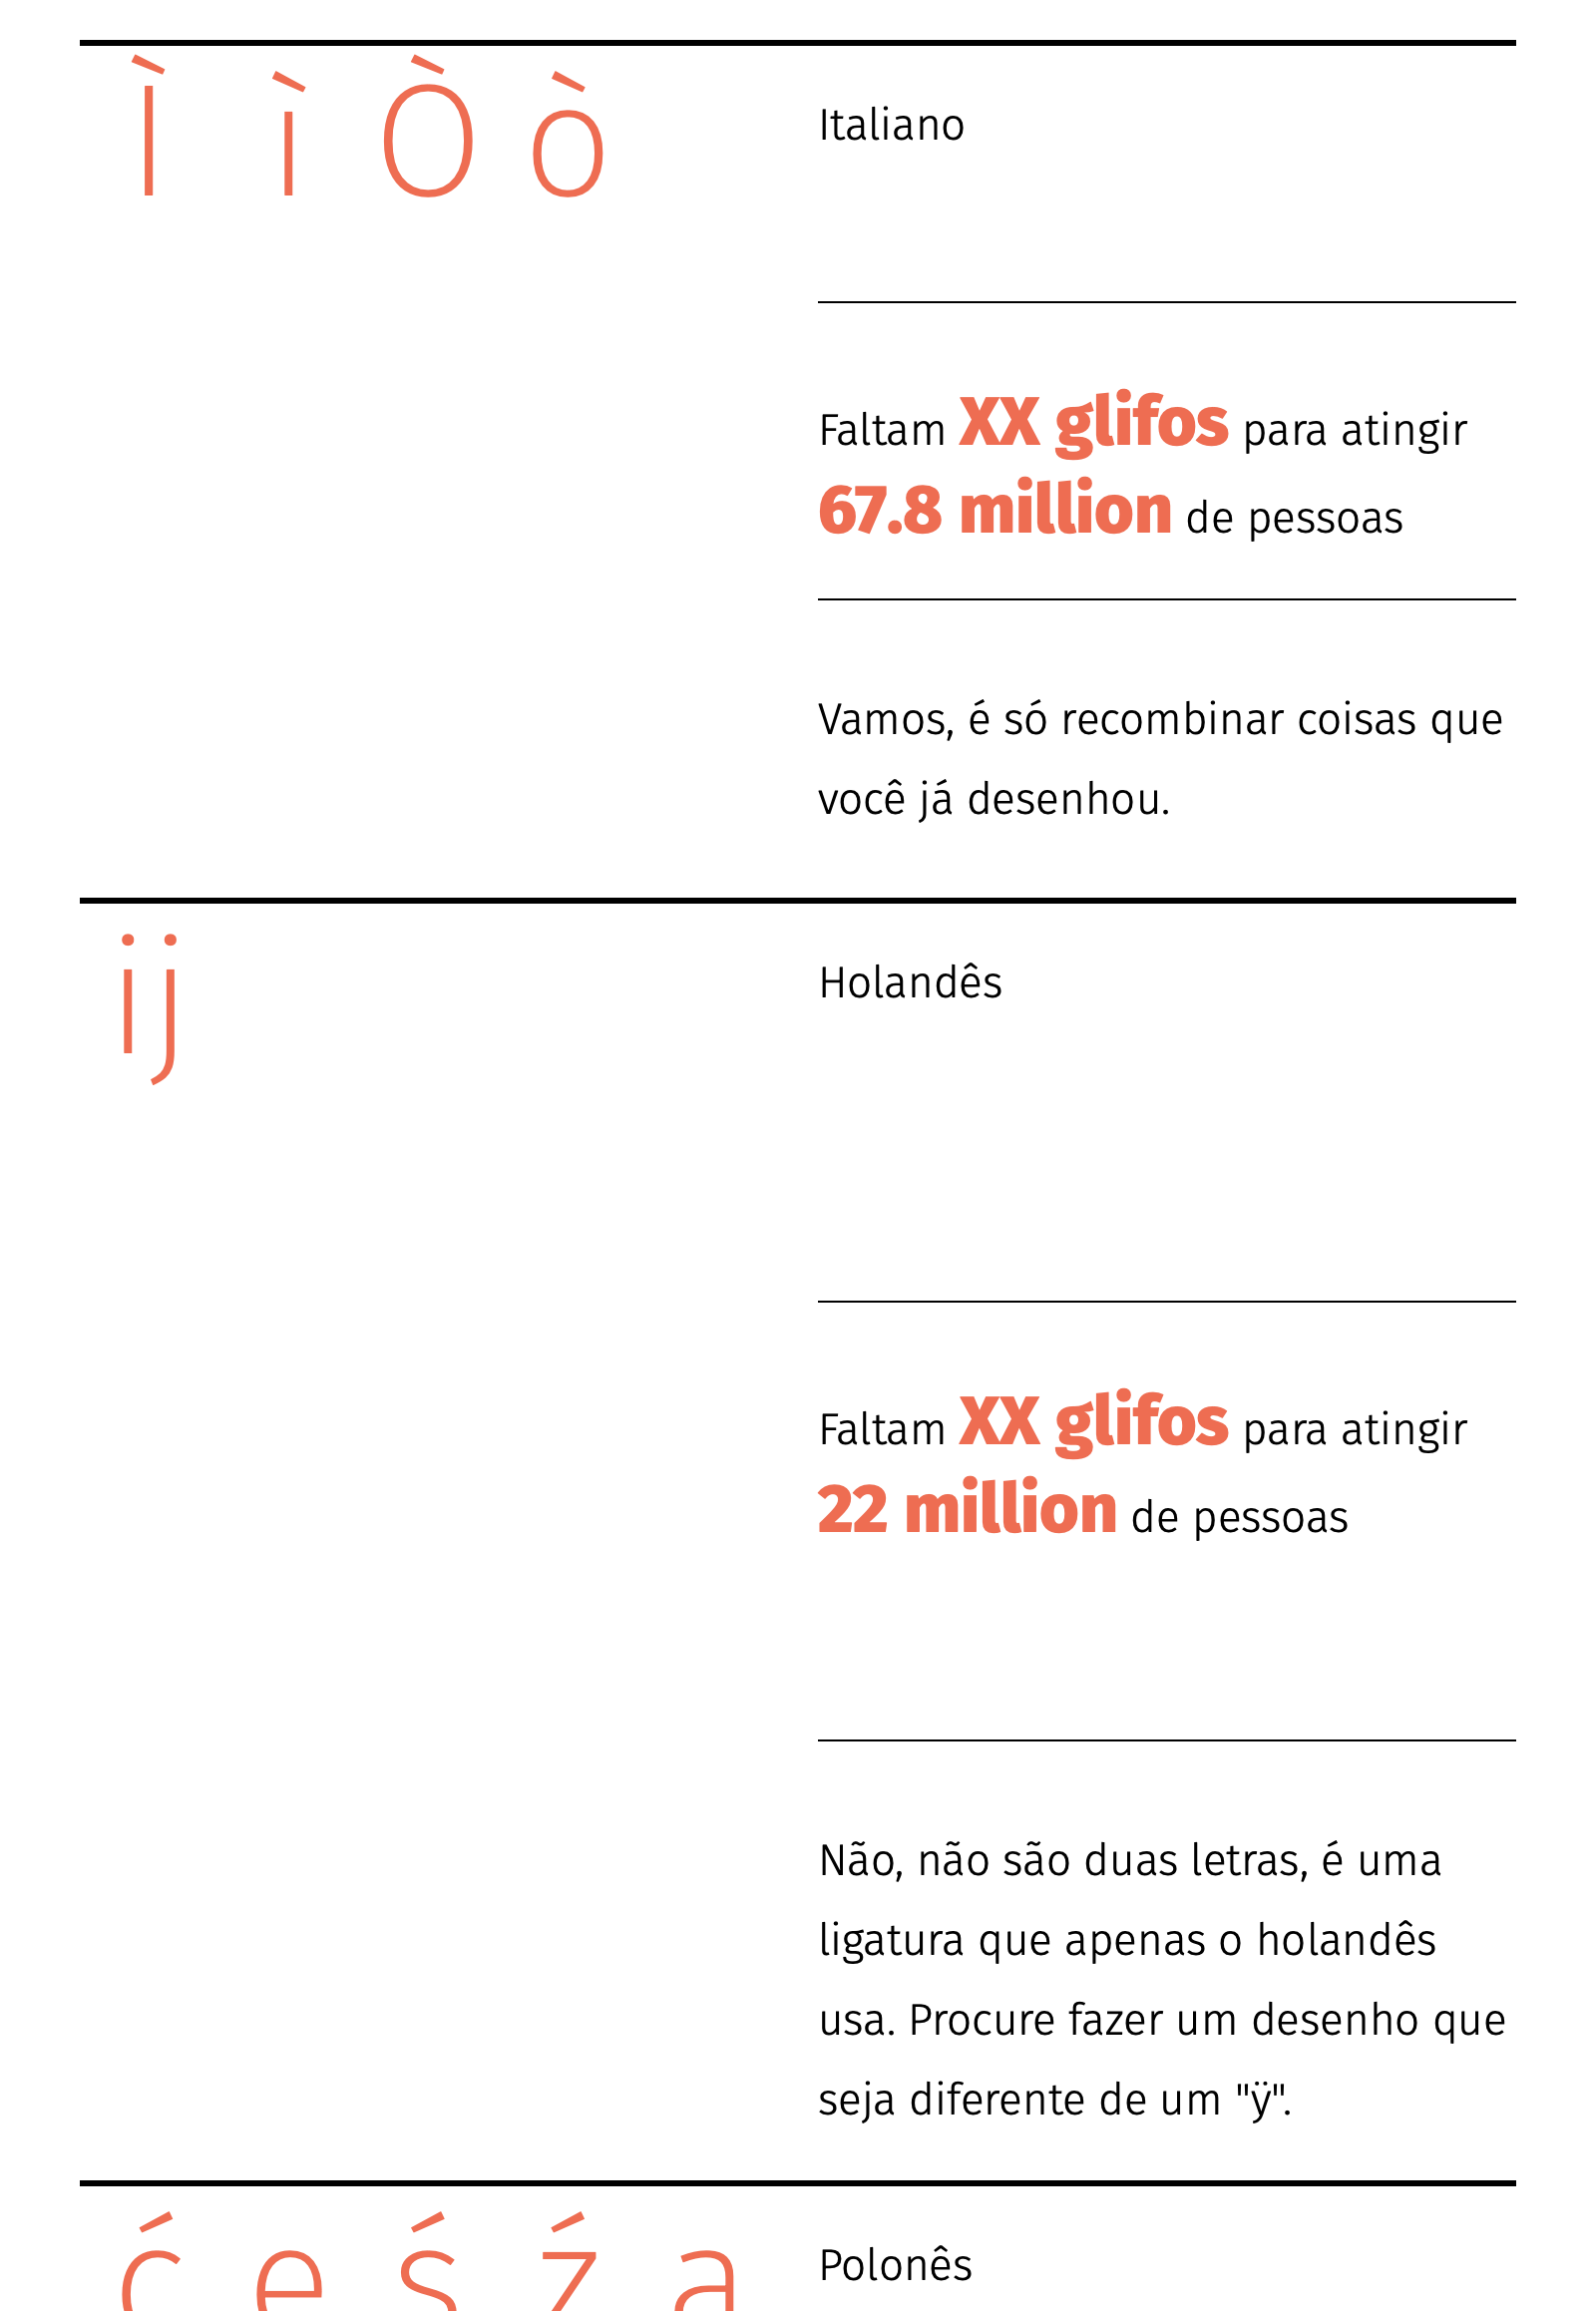 Ì ì Ò ò
Italiano
Faltam XX glifos para atingir
67.8 million de pessoas
Vamos, é só recombinar coisas que
você já desenhou.
ij
Holandês
Faltam XX glifos para atingir
22 million de pessoas
Não, não são duas letras, é uma
ligatura que apenas o holandês
usa. Procure fazer um desenho que
seja diferente de um "ÿ".
Polonês